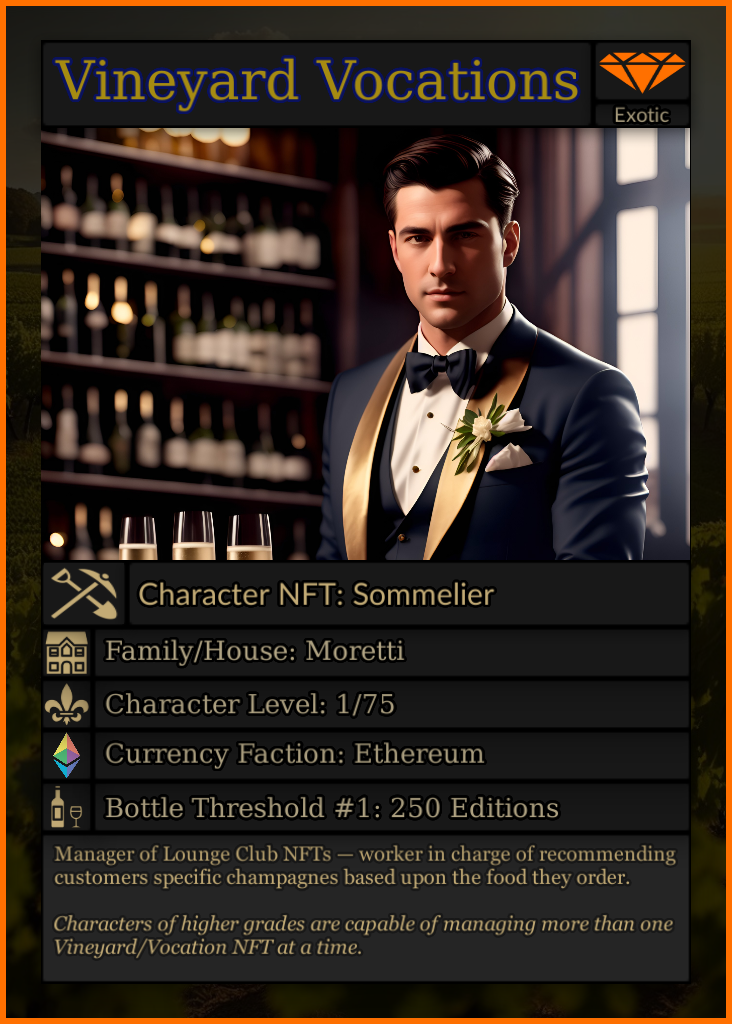 Vineyard Vocations
Exotic
Character NFT: Sommelier
Family/House: Moretti
Character Level: 1/75
Currency Faction: Ethereum
Bottle Threshold #1: 250 Editions
Manager of Lounge Club NFTs — worker in charge of recommending
customers specific champagnes based upon the food they order.
Characters of higher grades are capable of managing more than one
Vineyard/Vocation NFT at a time.